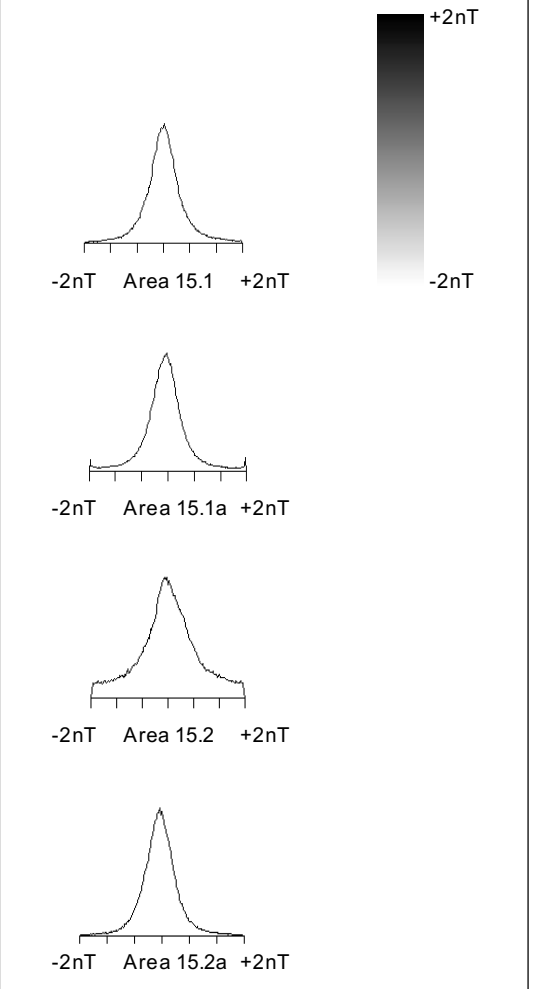 +2nT
-2nT
-2nT Area 15.1 +2nT
-2nT Area 15.1a +2nT
-2nT Area 15.2 +2nT
-2nT Area 15.2a +2nT